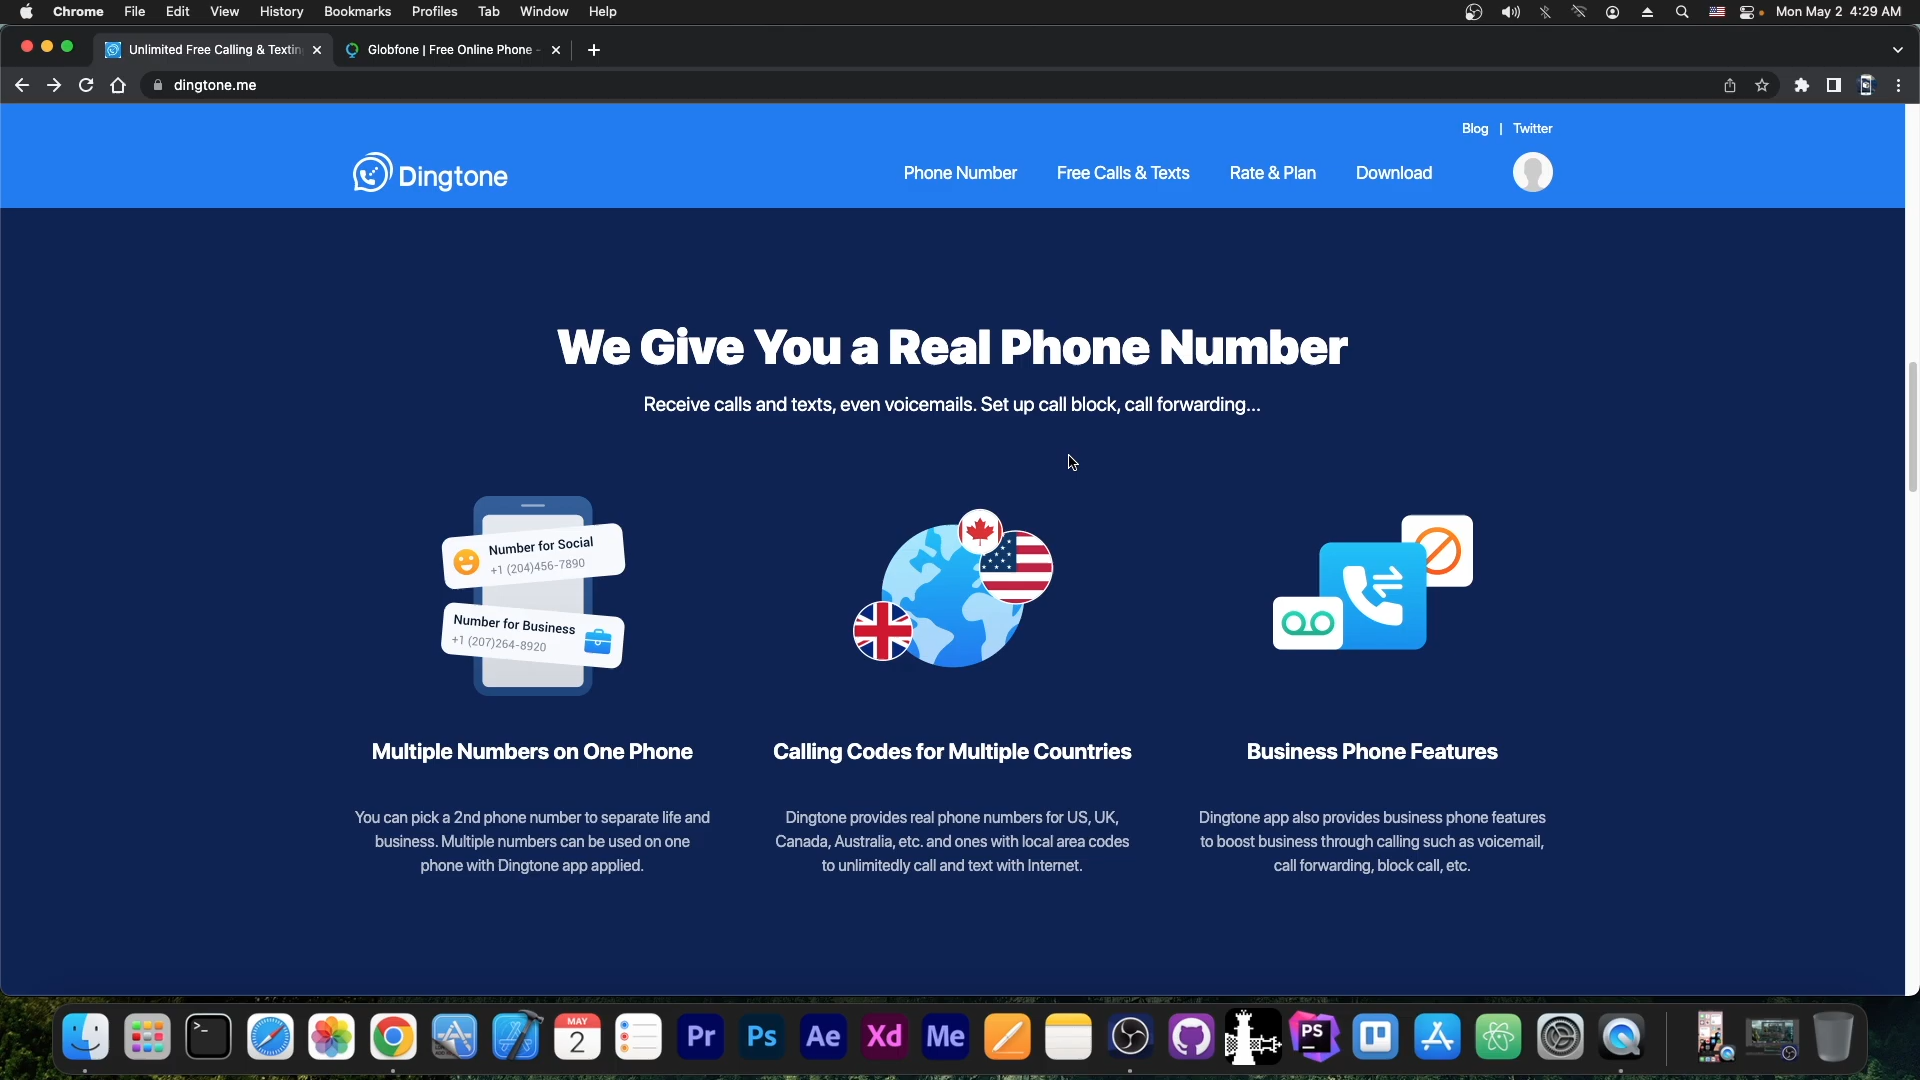 Chrome File Edit View History Bookmarks Profiles Tab Window Help Mon May 2 4:29 AM
Unlimited Free Calling & Textin Globfone | Free Online Phone -
dingtone.me
Blog | Twitter
Dingtone Phone Number Free Calls & Texts Rate & Plan Download
We Give You a Real Phone Number
Receive calls and texts, even voicemails. Set up call block, call forwarding...
Number for Social
+1 (204)456-7890
Number for Business
+1 (207)264-8920
Multiple Numbers on One Phone
You can pick a 2nd phone number to separate life and
business. Multiple numbers can be used on one
phone with Dingtone app applied.
Calling Codes for Multiple Countries
Dingtone provides real phone numbers for US, UK,
Canada, Australia, etc. and ones with local area codes
to unlimitedly call and text with Internet.
Business Phone Features
Dingtone app also provides business phone features
to boost business through calling such as voicemail,
call forwarding, block call, etc.
MAY
2
Pr Ps Ae Xd Me PS